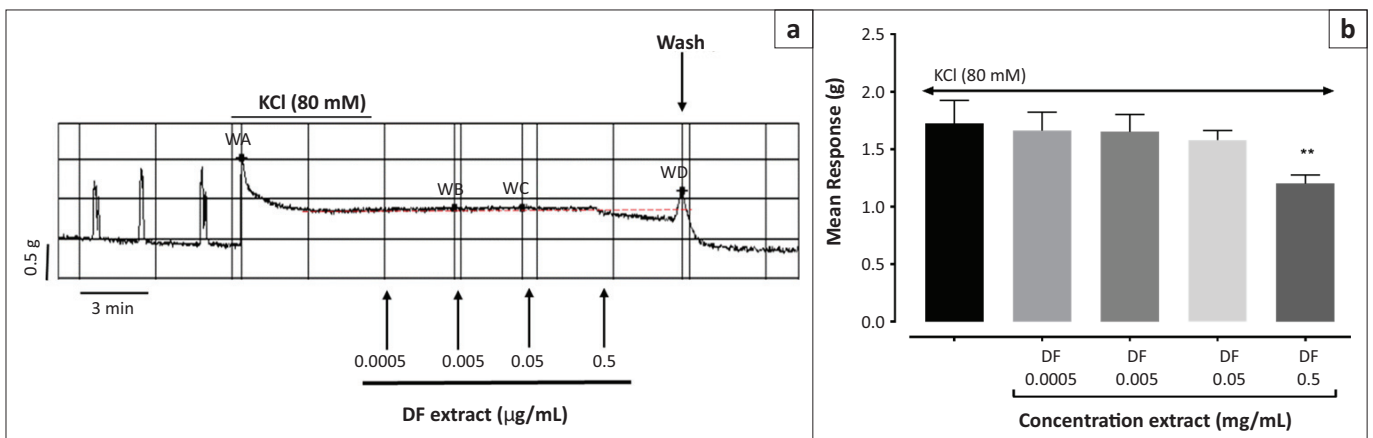 a
Wash
KCl (80 mM)
WA
WB
WC
WD
0.5 g
3 min
0.0005 0.005 0.05 0.5
DF extract (µg/mL)
b
Mean Response (g)
2.5
2.0
1.5
1.0
0.5
0.0
KCl (80 mM)
**
DF DF DF DF
0.0005 0.005 0.05 0.5
Concentration extract (mg/mL)